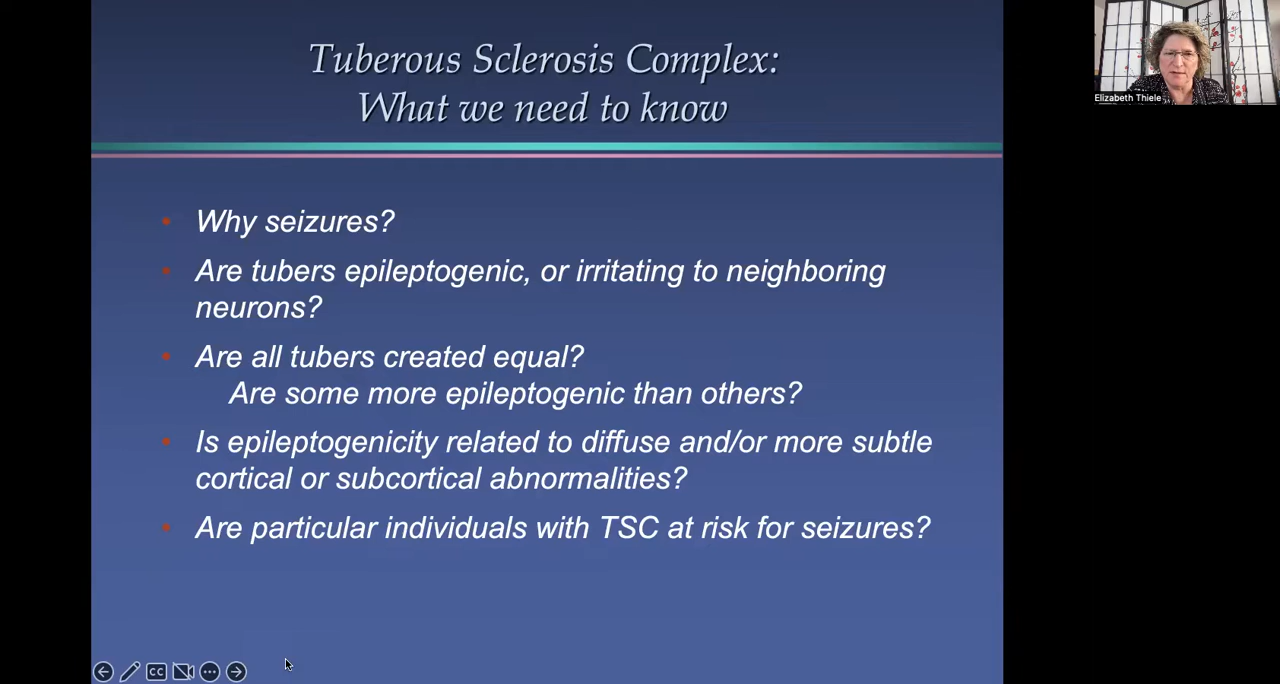 Tuberous Sclerosis Complex:
What we need to know
Elizabeth Thiele
• Why seizures?
• Are tubers epileptogenic, or irritating to neighboring
neurons?
• Are all tubers created equal?
Are some more epileptogenic than others?
• Is epileptogenicity related to diffuse and/or more subtle
cortical or subcortical abnormalities?
• Are particular individuals with TSC at risk for seizures?
CC